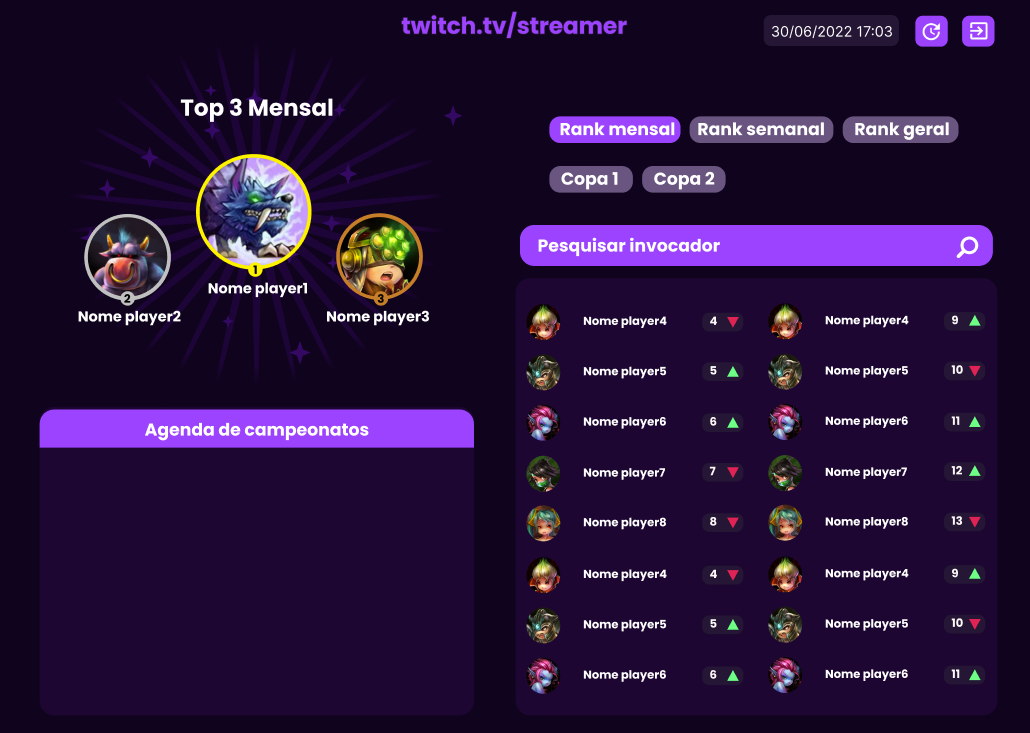 twitch.tv/streamer
30/06/2022 17:03
Top 3 Mensal
1
Nome player1
2
Nome player2
3
Nome player3
Agenda de campeonatos
Rank mensal Rank semanal Rank geral
Copa 1 Copa 2
Pesquisar invocador
Nome player4 4 Nome player4 9
Nome player5 5 Nome player5 10
Nome player6 6 Nome player6 11
Nome player7 7 Nome player7 12
Nome player8 8 Nome player8 13
Nome player4 4 Nome player4 9
Nome player5 5 Nome player5 10
Nome player6 6 Nome player6 11